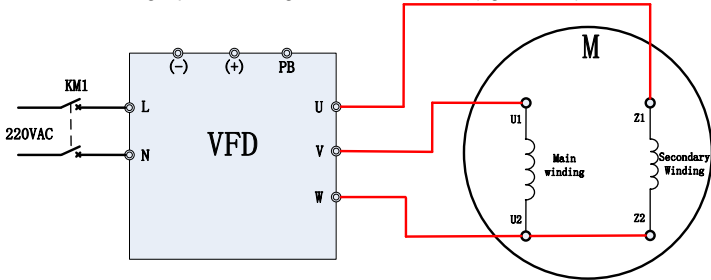 M
(-) (+) PB
KM1
L
U
Z1
U1
220VAC
VFD
Main
winding
Secondary
Winding
V
N
W
U2
Z2